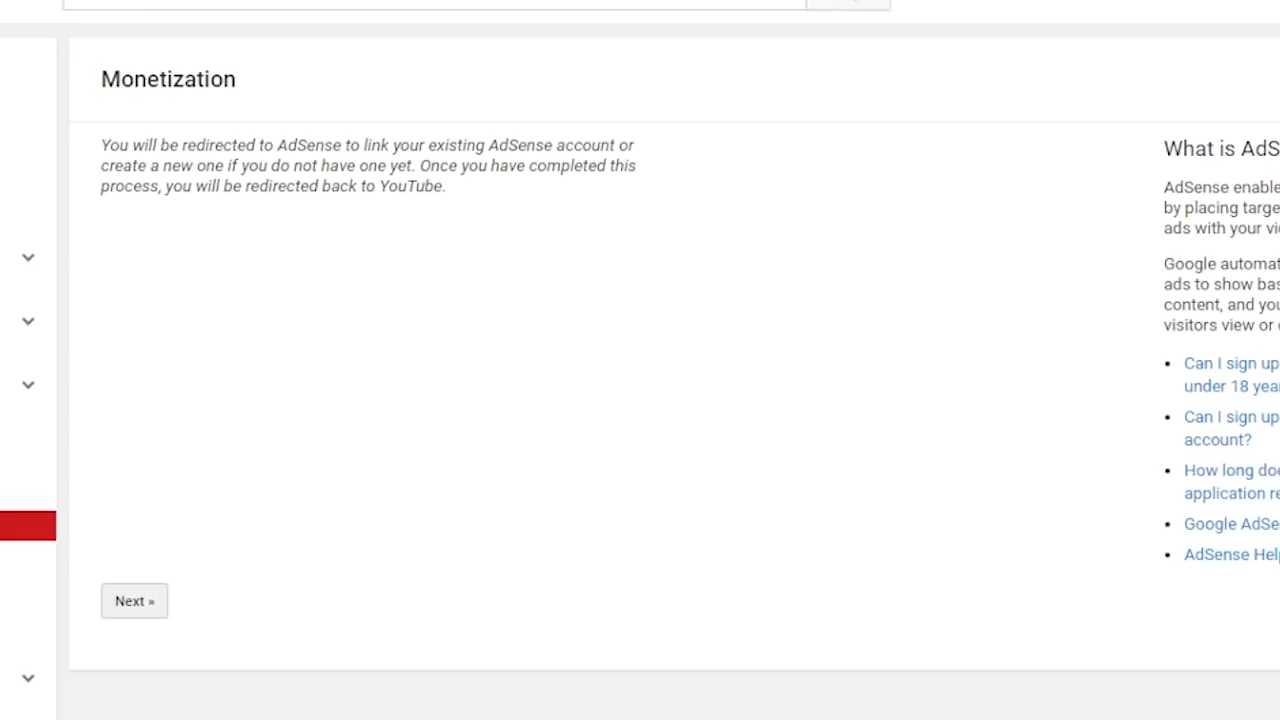 Monetization
You will be redirected to AdSense to link your existing AdSense account or
create a new one if you do not have one yet. Once you have completed this
process, you will be redirected back to YouTube.
What is AdS
AdSense enable
by placing targe
ads with your vi
Google automat
ads to show bas
content, and you
visitors view or
Can I sign up
under 18 yea
Can I sign up
account?
How long doe
application re
Google AdSe
AdSense Help
Next »